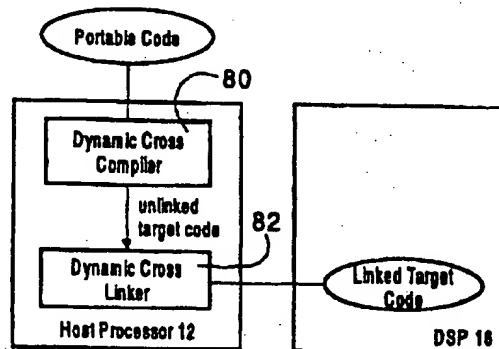 Portable Code
80
Dynamic Cross
Compiler
unlinked
target code
82
Dynamic Cross
Linker
Linked Target
Code
Host Processor 12
DSP 18